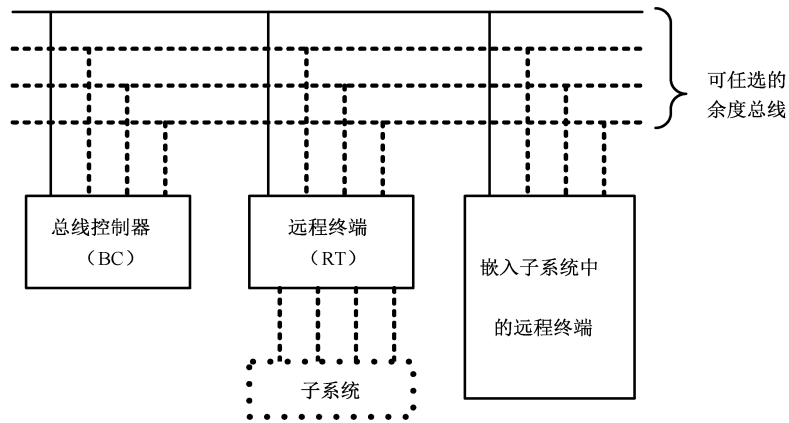 可任选的
余度总线
总线控制器
（BC）
远程终端
（RT）
嵌入子系统中
的远程终端
子系统